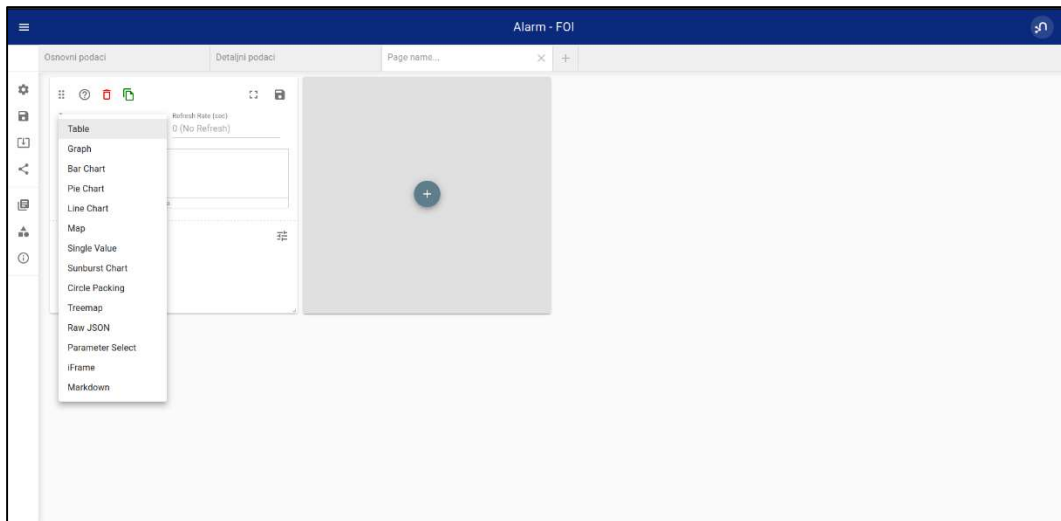 Alarm - FOI
Osnovni podaci
Detaljni podaci
Page name...
Refresh Rate (sec)
0 (No Refresh)
Table
Graph
Bar Chart
Pie Chart
Line Chart
Map
Single Value
Sunburst Chart
Circle Packing
Treemap
Raw JSON
Parameter Select
iFrame
Markdown